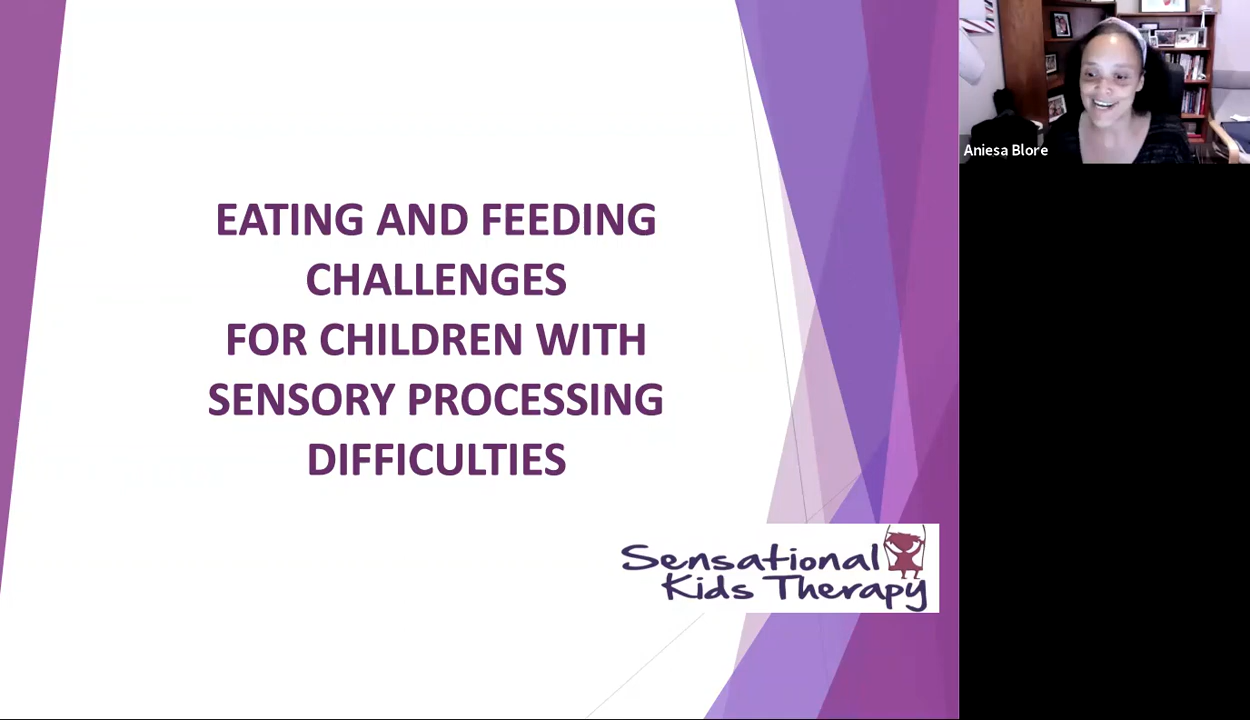 EATING AND FEEDING
CHALLENGES
FOR CHILDREN WITH
SENSORY PROCESSING
DIFFICULTIES
Sensational
Kids Therapy
Aniesa Blore